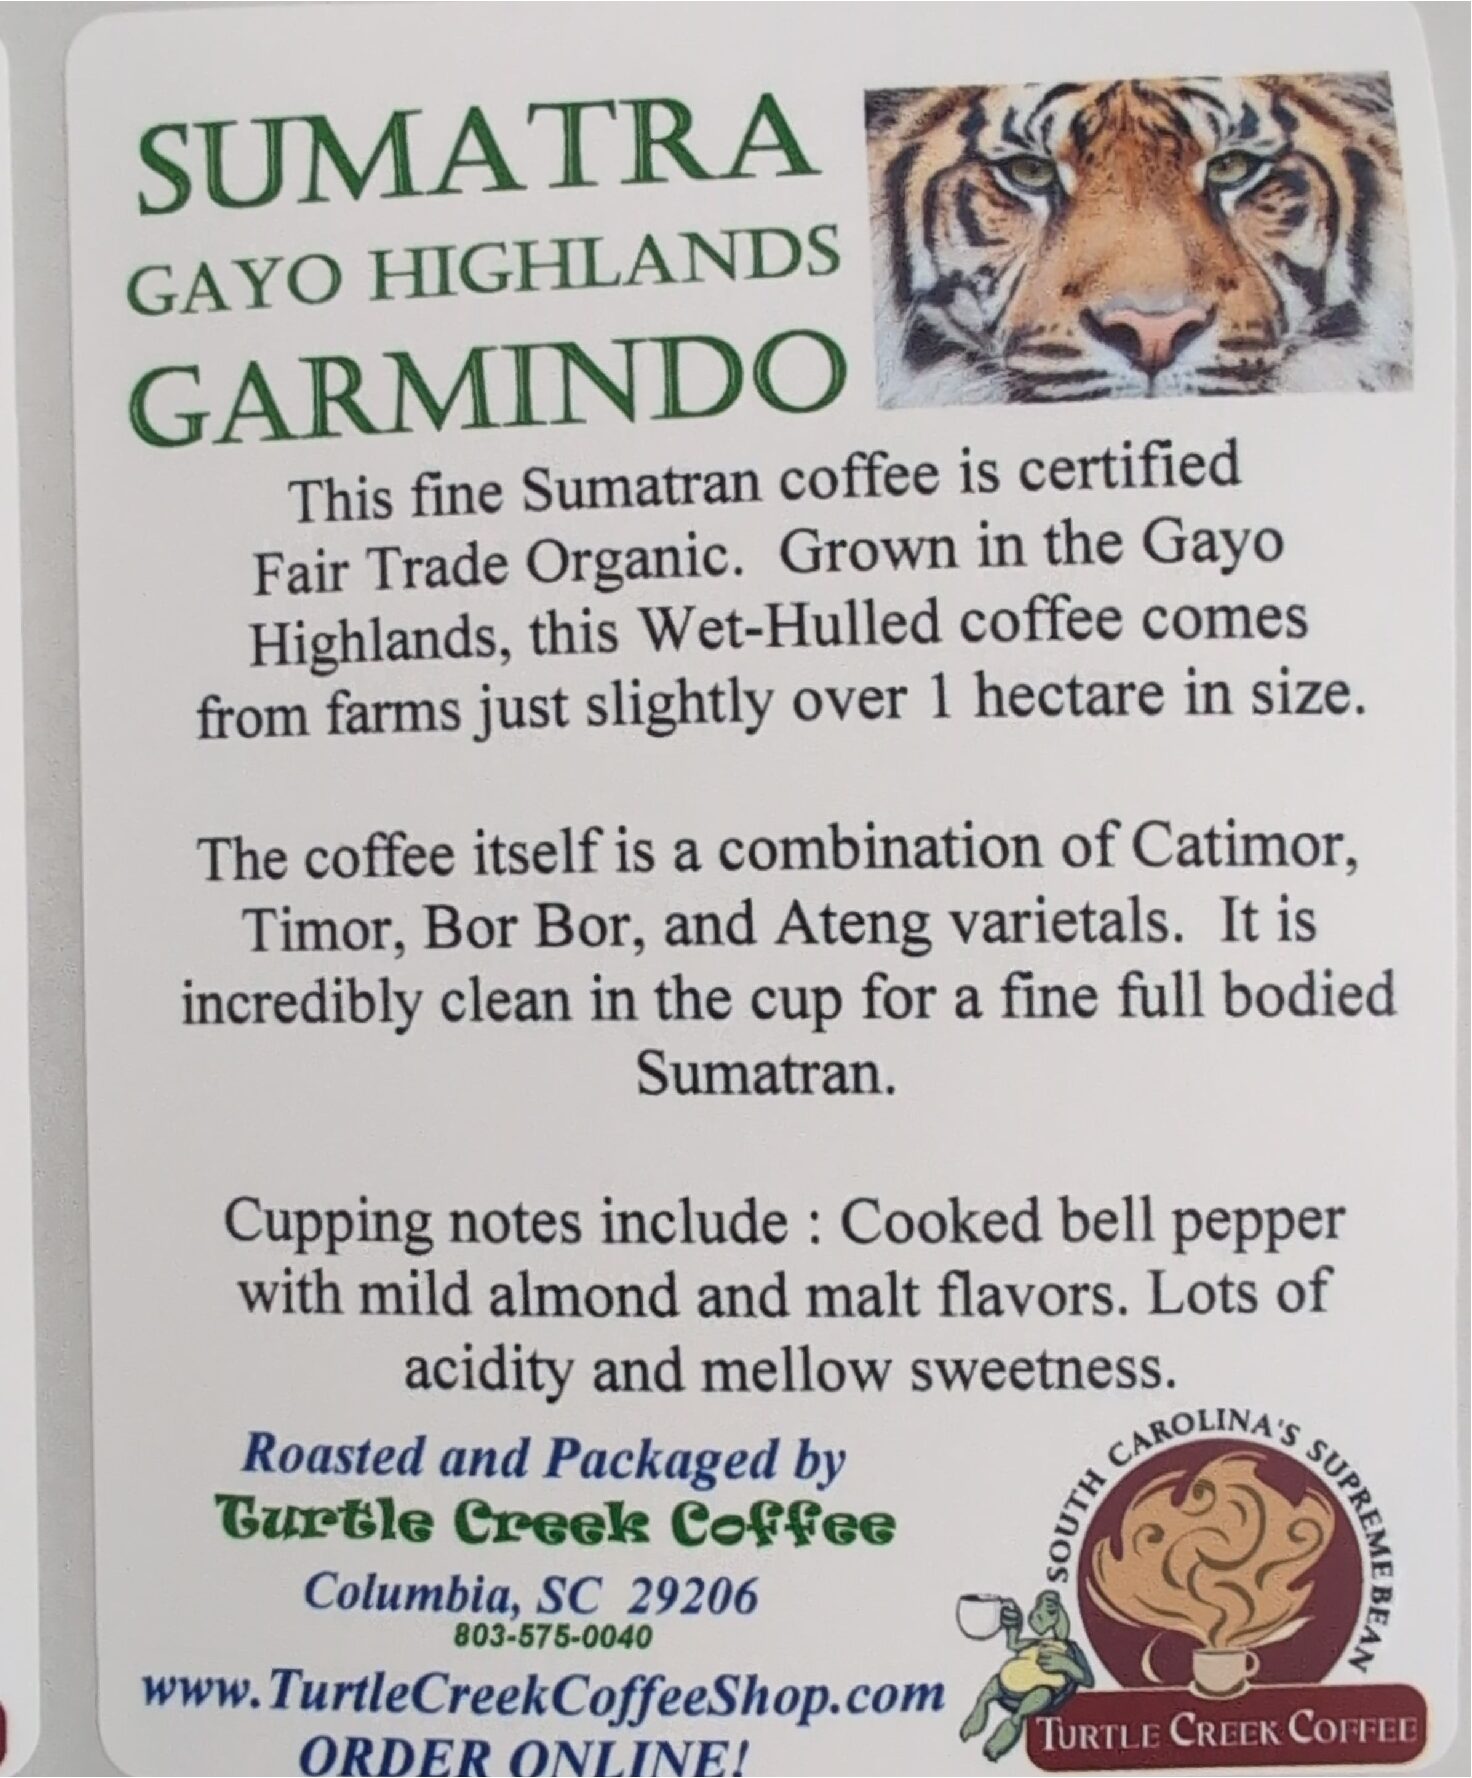 SUMATRA
GAYO HIGHLANDS
GARMINDO
This fine Sumatran coffee is certified
Fair Trade Organic. Grown in the Gayo
Highlands, this Wet-Hulled coffee comes
from farms just slightly over 1 hectare in size.
The coffee itself is a combination of Catimor,
Timor, Bor Bor, and Ateng varietals. It is
incredibly clean in the cup for a fine full bodied
Sumatran.
Cupping notes include : Cooked bell pepper
with mild almond and malt flavors. Lots of
acidity and mellow sweetness.
Roasted and Packaged by
Turtle Creek Coffee
Columbia, SC 29206
803-575-0040
www.TurtleCreekCoffeeShop.com
ORDER ONLINE!
SOUTH CAROLINA'S SUPREME BEAN
TURTLE CREEK COFFEE